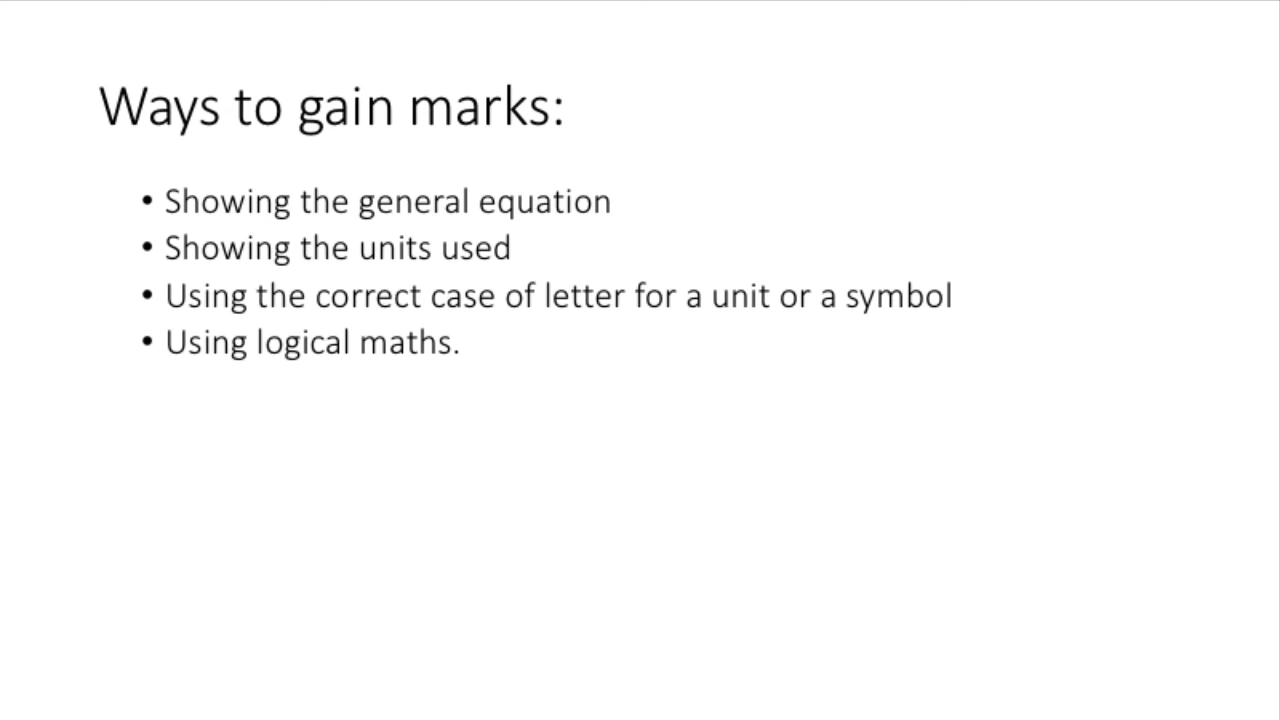 Ways to gain marks:
• Showing the general equation
• Showing the units used
• Using the correct case of letter for a unit or a symbol
• Using logical maths.